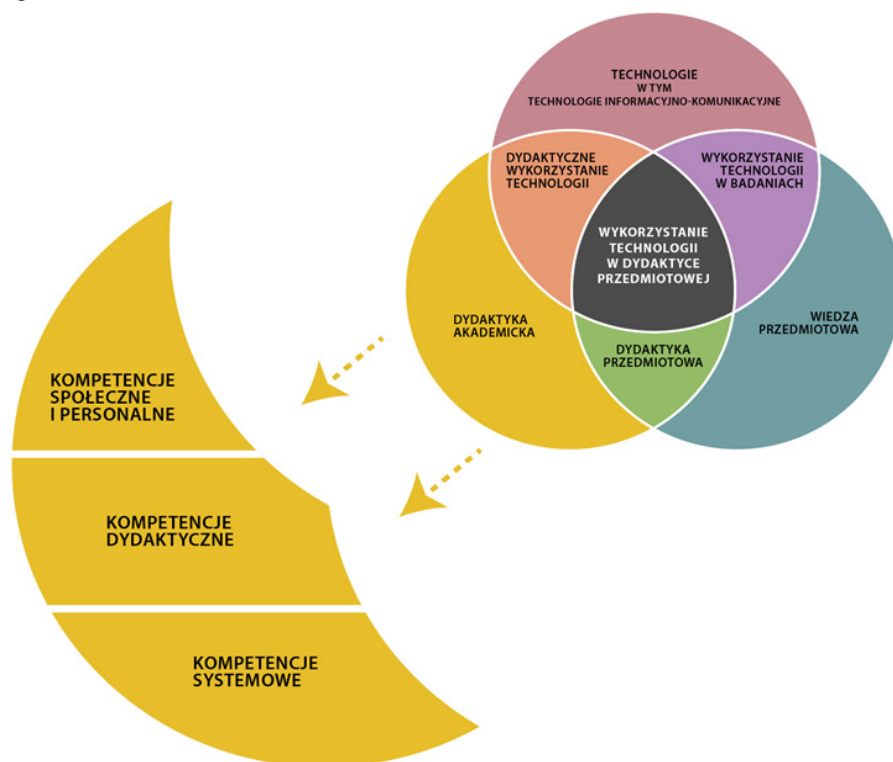 TECHNOLOGIE
W TYM
TECHNOLOGIE INFORMACYJNO-KOMUNIKACYJNE
DYDAKTYCZNE
WYKORZYSTANIE
TECHNOLOGII
WYKORZYSTANIE
TECHNOLOGII
W BADANIACH
WYKORZYSTANIE
TECHNOLOGII
W DYDAKTYCE
PRZEDMIOTOWEJ
DYDAKTYKA
AKADEMICKA
WIEDZA
PRZEDMIOTOWA
DYDAKTYKA
PRZEDMIOTOWA
KOMPETENCJE
SPOŁECZNE
I PERSONALNE
KOMPETENCJE
DYDAKTYCZNE
KOMPETENCJE
SYSTEMOWE